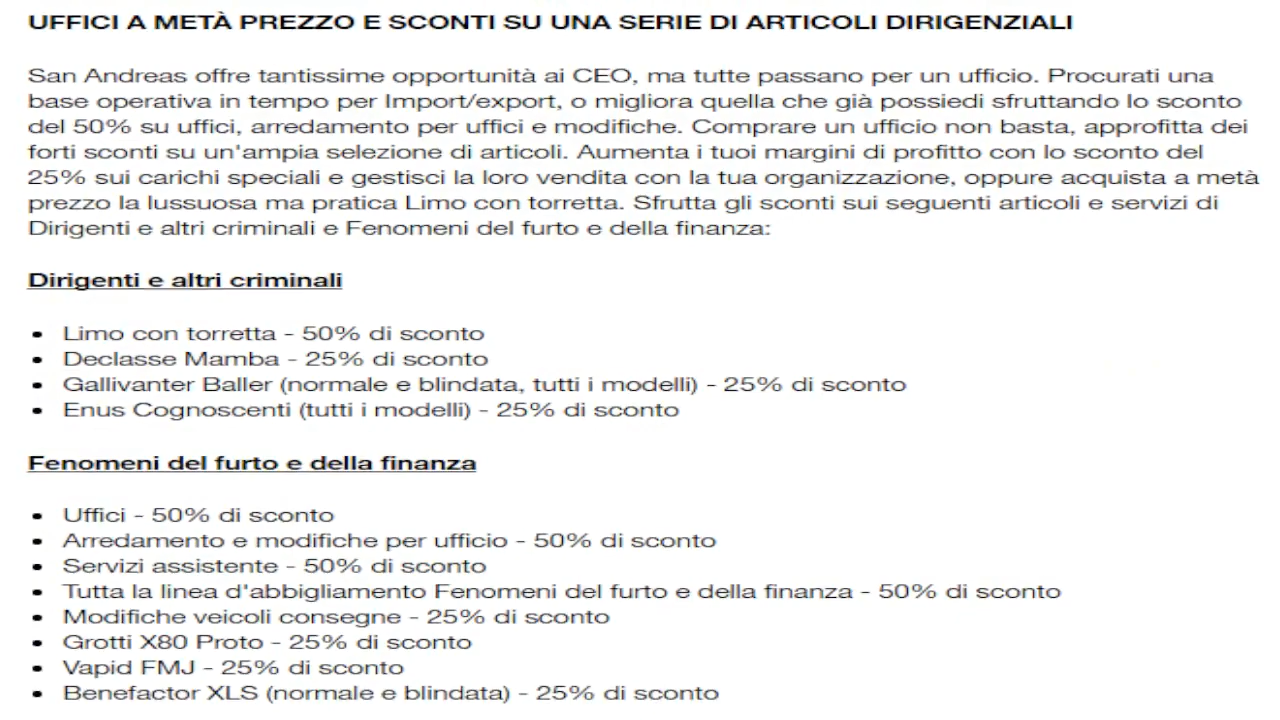 UFFICI A METÀ PREZZO E SCONTI SU UNA SERIE DI ARTICOLI DIRIGENZIALI
San Andreas offre tantissime opportunità ai CEO, ma tutte passano per un ufficio. Procurati una
base operativa in tempo per Import/export, o migliora quella che già possiedi sfruttando lo sconto
del 50% su uffici, arredamento per uffici e modifiche. Comprare un ufficio non basta, approfitta dei
forti sconti su un'ampia selezione di articoli. Aumenta i tuoi margini di profitto con lo sconto del
25% sui carichi speciali e gestisci la loro vendita con la tua organizzazione, oppure acquista a metà
prezzo la lussuosa ma pratica Limo con torretta. Sfrutta gli sconti sui seguenti articoli e servizi di
Dirigenti e altri criminali e Fenomeni del furto e della finanza:
Dirigenti e altri criminali
• Limo con torretta - 50% di sconto
• Declasse Mamba - 25% di sconto
• Gallivanter Baller (normale e blindata, tutti i modelli) - 25% di sconto
• Enus Cognoscenti (tutti i modelli) - 25% di sconto
Fenomeni del furto e della finanza
• Uffici - 50% di sconto
• Arredamento e modifiche per ufficio - 50% di sconto
• Servizi assistente - 50% di sconto
• Tutta la linea d'abbigliamento Fenomeni del furto e della finanza - 50% di sconto
• Modifiche veicoli consegne - 25% di sconto
• Grotti X80 Proto - 25% di sconto
• Vapid FMJ - 25% di sconto
• Benefactor XLS (normale e blindata) - 25% di sconto